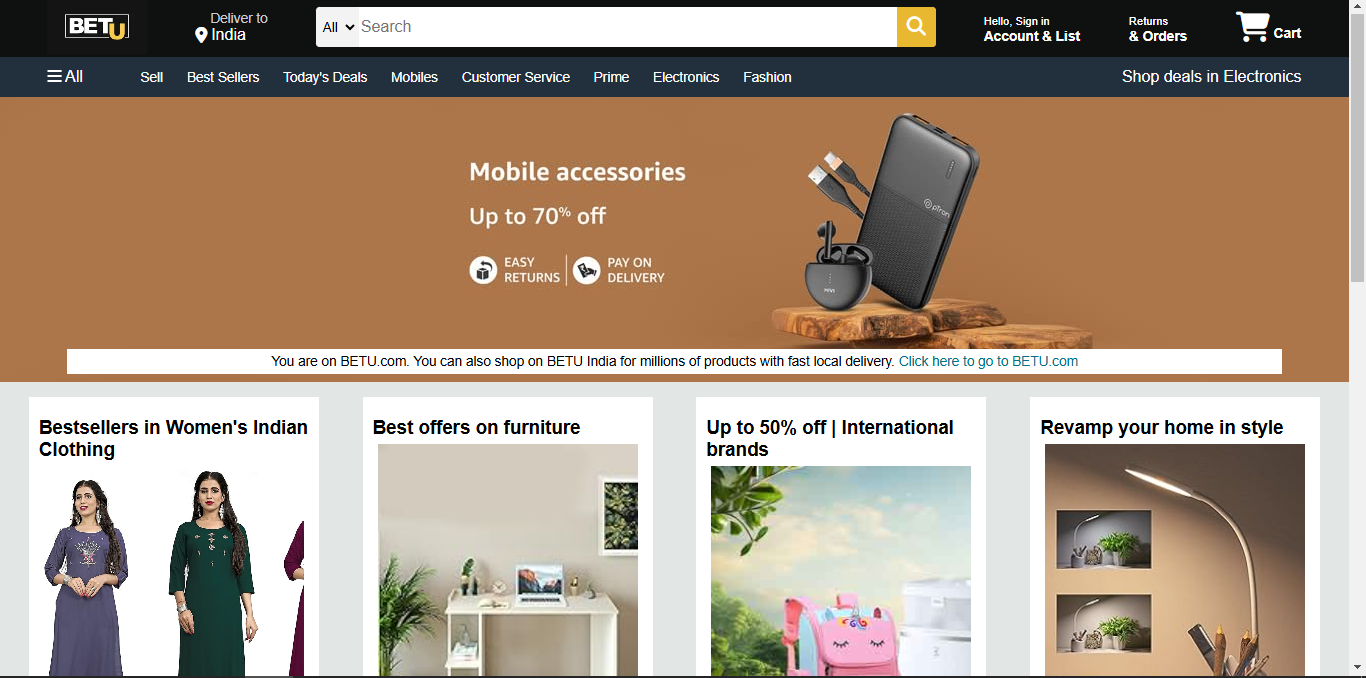 BETU
Deliver to
India
All
Search
Hello, Sign in
Account & List
Returns
& Orders
Cart
All
Sell
Best Sellers
Today's Deals
Mobiles
Customer Service
Prime
Electronics
Fashion
Shop deals in Electronics
Mobile accessories
Up to 70% off
EASY
RETURNS
PAY ON
DELIVERY
pTron
You are on BETU.com. You can also shop on BETU India for millions of products with fast local delivery. Click here to go to BETU.com
Bestsellers in Women's Indian
Clothing
Best offers on furniture
Up to 50% off | International
brands
Revamp your home in style